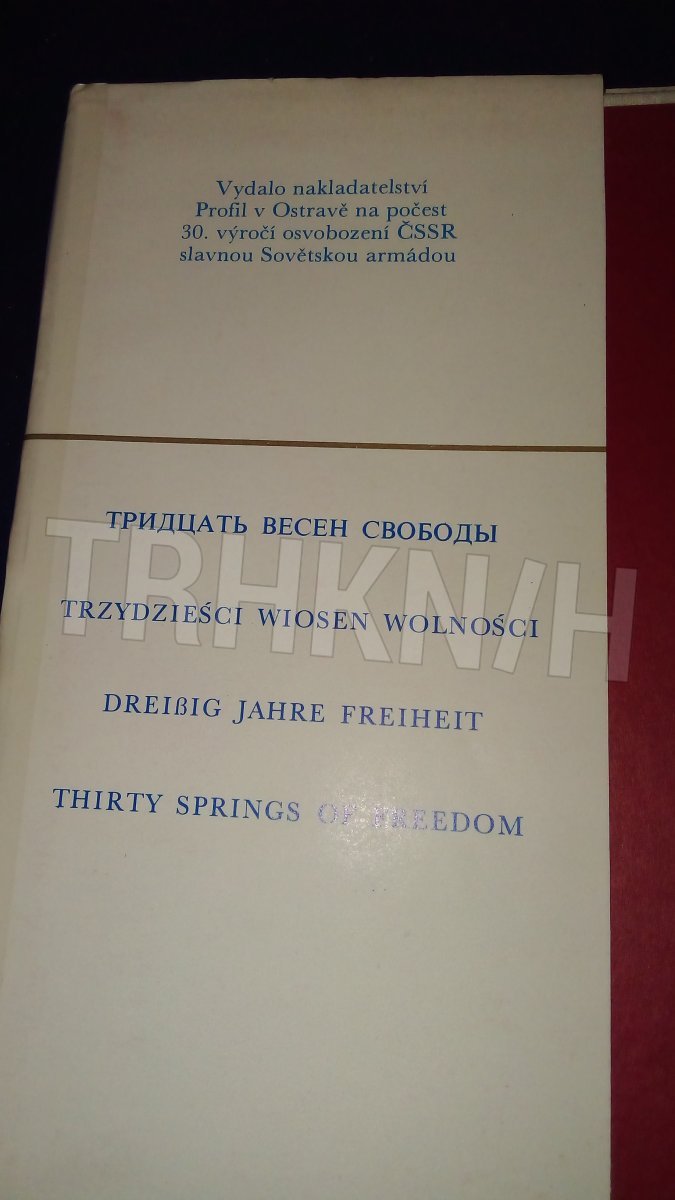 Vydalo nakladatelství
Profil v Ostravě na počest
30. výročí osvobození ČSSR
slavnou Sovětskou armádou
ТРИДЦАТЬ ВЕСЕН СВОБОДЫ
TRHKN/H
TRZYDZIEŚCI WIOSEN WOLNOŚCI
DREIßIG JAHRE FREIHEIT
THIRTY SPRINGS OF FREEDOM